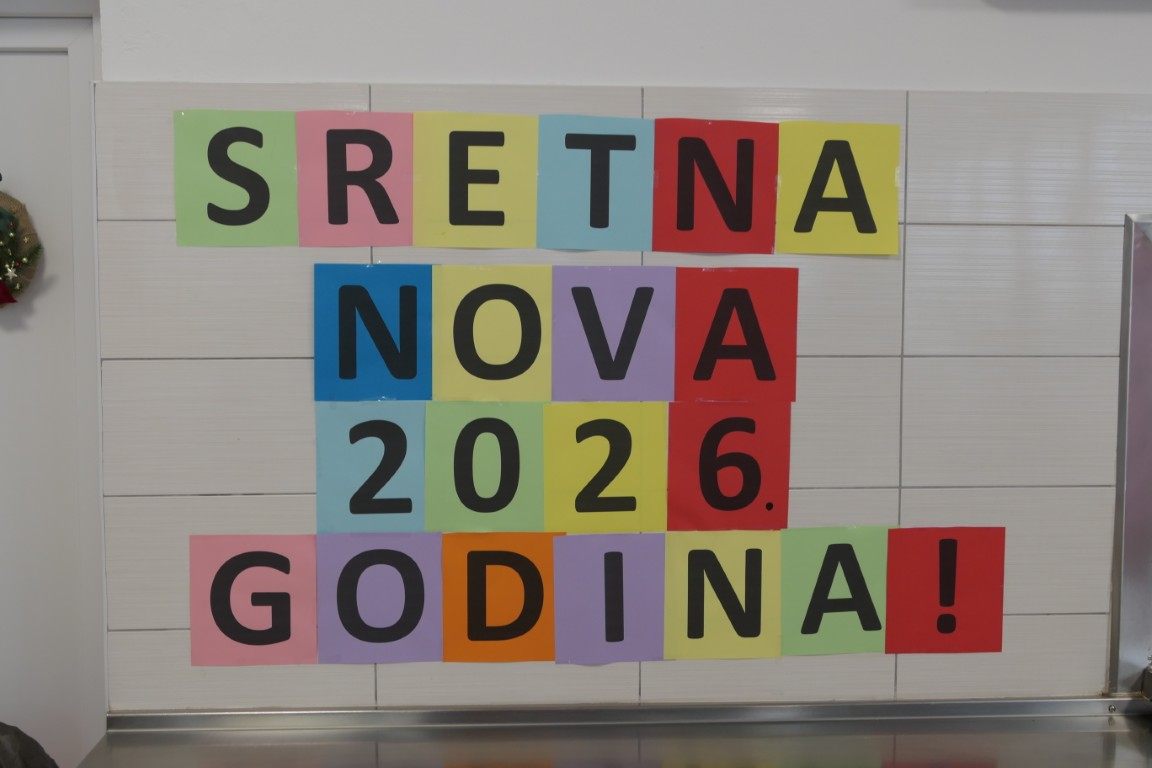 SRETNA
NOVA
2026.
GODINA!